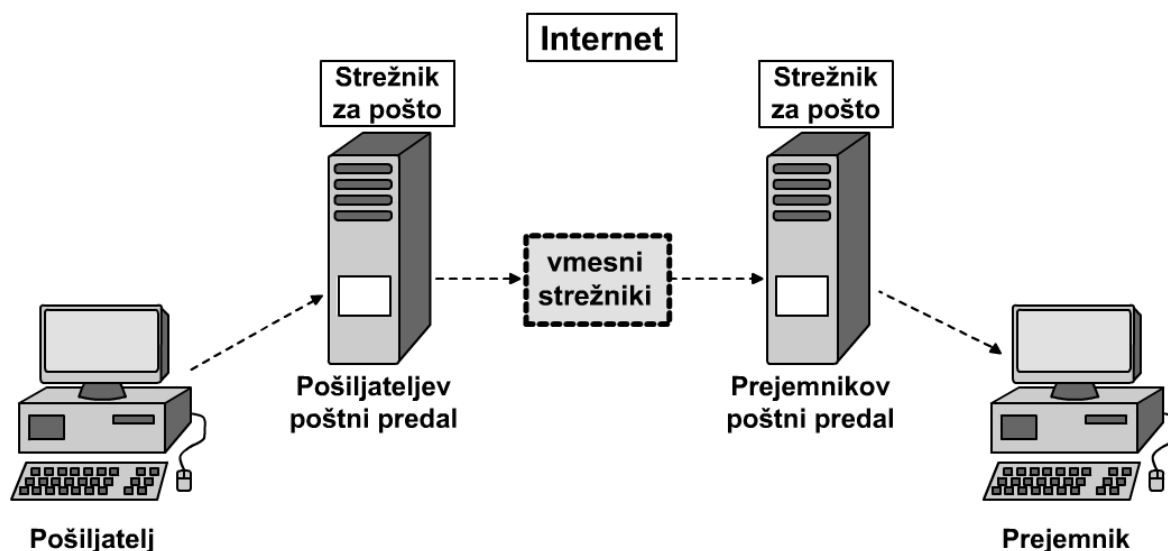 Internet
Strežnik
za pošto
Strežnik
za pošto
vmesni
strežniki
Pošiljateljev
poštni predal
Prejemnikov
poštni predal
Pošiljatelj
Prejemnik